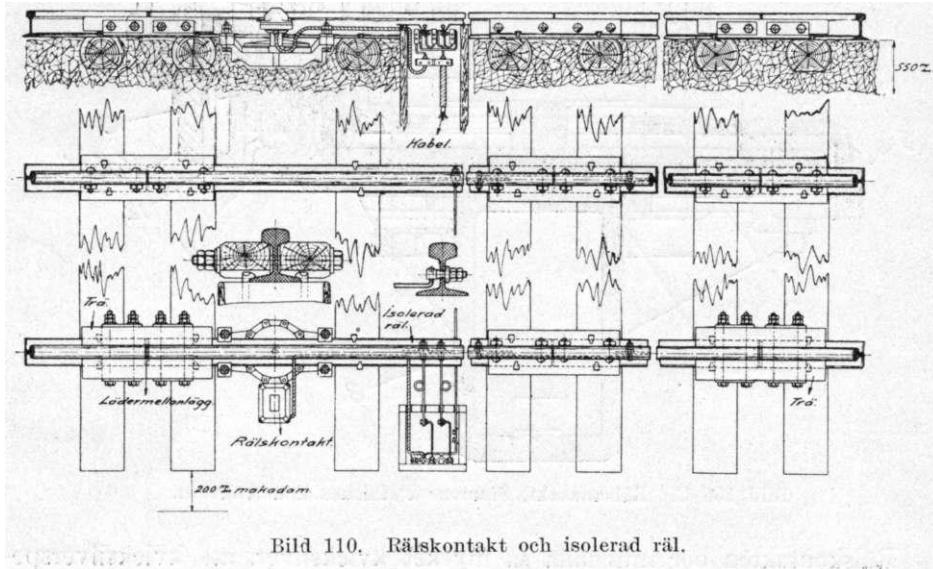 550 ᵐ/ₘ
Kabel.
Trä.
Isolerad
räl.
Lädermellanlägg.
Rälskontakt.
Trä.
200 ᵐ/ₘ makadam
Bild 110. Rälskontakt och isolerad räl.